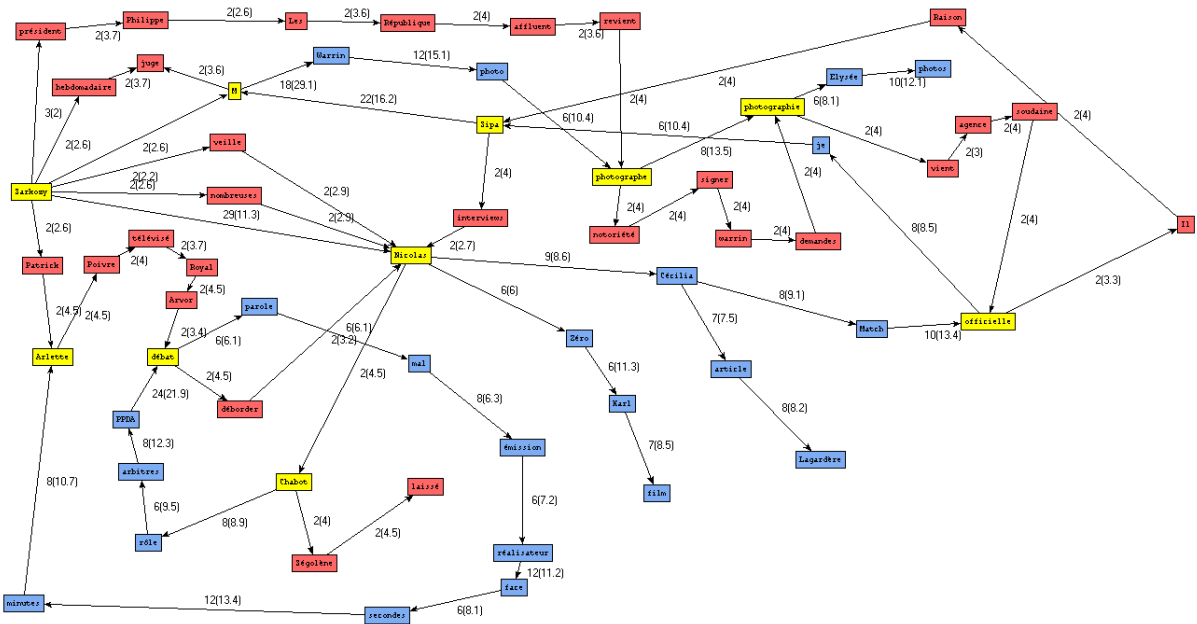 président
2(3.7)
Philippe
2(2.6)
Les
2(3.6)
République
2(4)
affluent
2(3.6)
revient
Raison
hebdomadaire
2(3.7)
juge
2(3.6)
M
18(29.1)
Warrin
12(15.1)
photo
6(10.4)
2(4)
2(4)
3(2)
2(2.6)
2(2.6)
22(16.2)
Sipa
6(10.4)
photographie
6(8.1)
Elysée
10(12.1)
photos
2(4)
agence
2(4)
soudaine
2(4)
2(3)
vient
je
veille
2(2.6)
2(2.2)
2(2.6)
Sarkozy
nombreuses
2(2.9)
2(2.9)
29(11.3)
2(4)
photographe
8(13.5)
2(4)
signer
2(4)
2(4)
notoriété
2(4)
warrin
2(4)
demandes
2(4)
8(8.5)
2(4)
Il
interviews
2(2.7)
2(2.6)
télévisé
2(3.7)
Patrick
Poivre
2(4)
Royal
Nicolas
9(8.6)
Cécilia
8(9.1)
2(3.3)
2(4.5)
2(4.5)
2(4.5)
Arvor
parole
6(6)
7(7.5)
Match
10(13.4)
officielle
Arlette
débat
2(3.4)
6(6.1)
6(6.1)
2(3.2)
Zéro
mal
article
2(4.5)
2(4.5)
6(11.3)
24(21.9)
déborder
8(6.3)
Karl
8(8.2)
PPDA
8(12.3)
émission
7(8.5)
Lagardère
arbitres
8(10.7)
Chabot
laissé
film
6(9.5)
8(8.9)
2(4)
2(4.5)
6(7.2)
rôle
Ségolène
réalisateur
12(11.2)
face
minutes
12(13.4)
secondes
6(8.1)